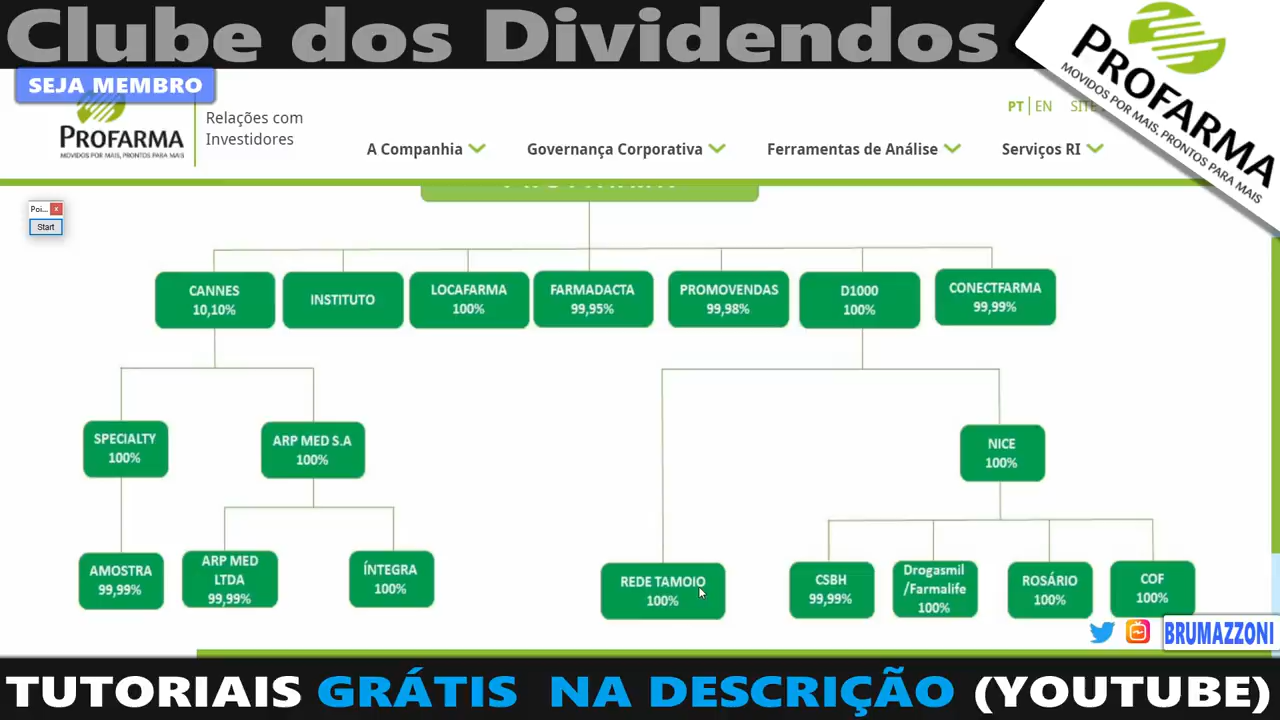 Clube dos Dividendos
SEJA MEMBRO
PROFARMA
MOVIDOS POR MAIS, PRONTOS PARA MAIS
Relações com
Investidores
PT EN
A Companhia
Governança Corporativa
Ferramentas de Análise
Serviços RI
PROFARMA
MOVIDOS POR MAIS, PRONTOS PARA MAIS
Poi... x
Start
CANNES
10,10%
INSTITUTO
LOCAFARMA
100%
FARMADACTA
99,95%
PROMOVENDAS
99,98%
D1000
100%
CONECTFARMA
99,99%
SPECIALTY
100%
ARP MED S.A
100%
NICE
100%
AMOSTRA
99,99%
ARP MED
LTDA
99,99%
ÍNTEGRA
100%
REDE TAMOIO
100%
CSBH
99,99%
Drogasmil
/Farmalife
100%
ROSÁRIO
100%
COF
100%
BRUMAZZONI
TUTORIAIS GRÁTIS NA DESCRIÇÃO (YOUTUBE)